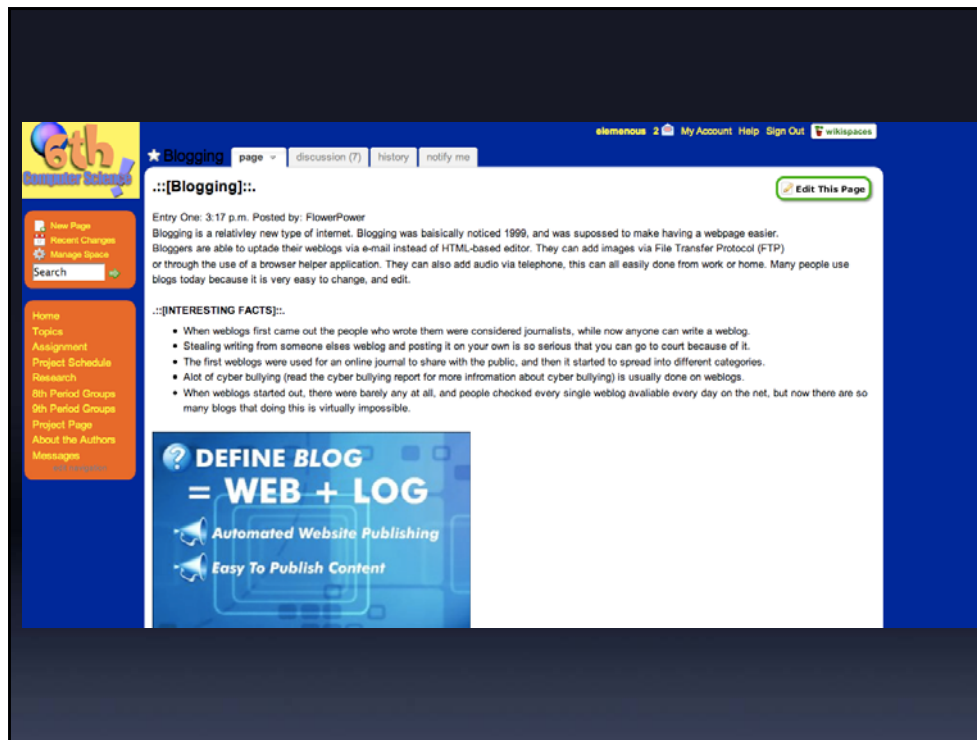 6th
Computer Science
elemenous 2 My Account Help Sign Out wikispaces
Blogging page discussion (7) history notify me
.::[Blogging]::.
Edit This Page
New Page
Recent Changes
Manage Space
Search
Home
Topics
Assignment
Project Schedule
Research
8th Period Groups
9th Period Groups
Project Page
About the Authors
Messages
edit navigation
Entry One: 3:17 p.m. Posted by: FlowerPower
Blogging is a relativley new type of internet. Blogging was baisically noticed 1999, and was supossed to make having a webpage easier.
Bloggers are able to uptade their weblogs via e-mail instead of HTML-based editor. They can add images via File Transfer Protocol (FTP)
or through the use of a browser helper application. They can also add audio via telephone, this can all easily done from work or home. Many people use
blogs today because it is very easy to change, and edit.
.::[INTERESTING FACTS]::.
• When weblogs first came out the people who wrote them were considered journalists, while now anyone can write a weblog.
• Stealing writing from someone elses weblog and posting it on your own is so serious that you can go to court because of it.
• The first weblogs were used for an online journal to share with the public, and then it started to spread into different categories.
• Alot of cyber bullying (read the cyber bullying report for more infromation about cyber bullying) is usually done on weblogs.
• When weblogs started out, there were barely any at all, and people checked every single weblog avaliable every day on the net, but now there are so
many blogs that doing this is virtually impossible.
? DEFINE BLOG
= WEB + LOG
Automated Website Publishing
Easy To Publish Content